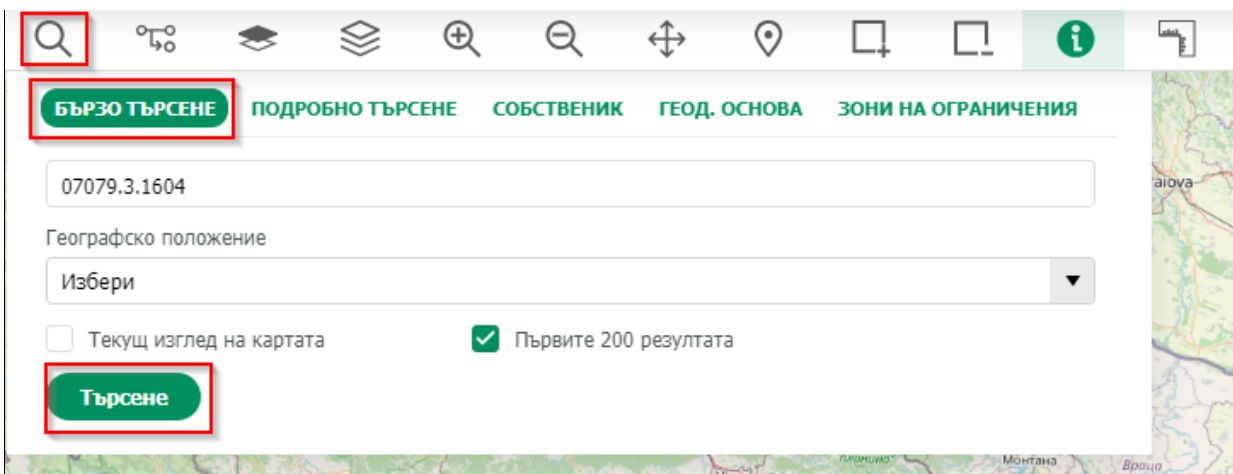 БЪРЗО ТЪРСЕНЕ ПОДРОБНО ТЪРСЕНЕ СОБСТВЕНИК ГЕОД. ОСНОВА ЗОНИ НА ОГРАНИЧЕНИЯ
07079.3.1604
aiova
Географско положение
Избери
Текущ изглед на картата Първите 200 резултата
Търсене
Монтана
Враца